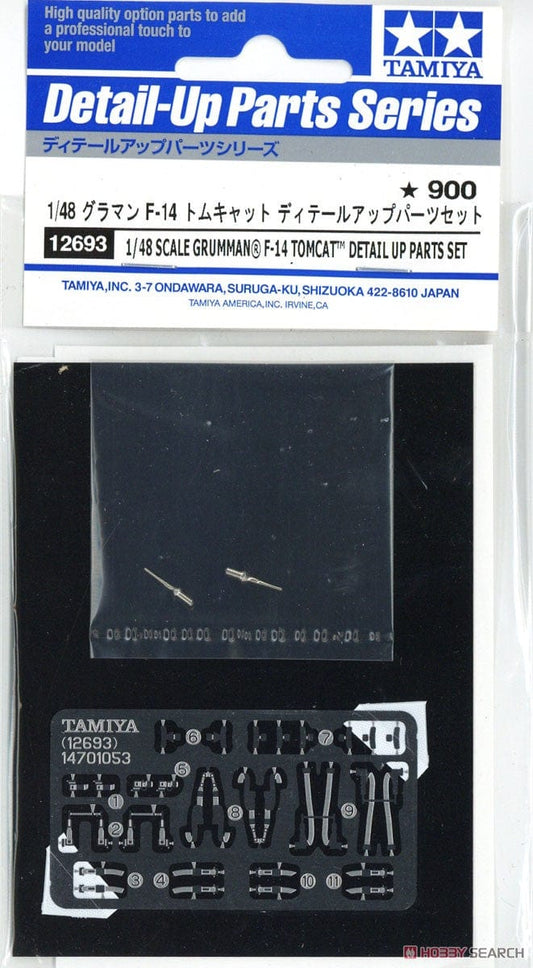 High quality option parts to add
a professional touch to
your model
TAMIYA
Detail-Up Parts Series
ディテールアップパーツシリーズ
★ 900
1/48 グラマン F-14 トムキャット ディテールアップパーツセット
12693 1/48 SCALE GRUMMAN® F-14 TOMCAT™ DETAIL UP PARTS SET
TAMIYA,INC. 3-7 ONDAWARA, SURUGA-KU, SHIZUOKA 422-8610 JAPAN
TAMIYA AMERICA,INC. IRVINE,CA
TAMIYA
(12693)
14701053
⑥ ⑦
⑤
①
② ⑧ ⑨
③ ④ ⑩ ⑪
HOBBY SEARCH